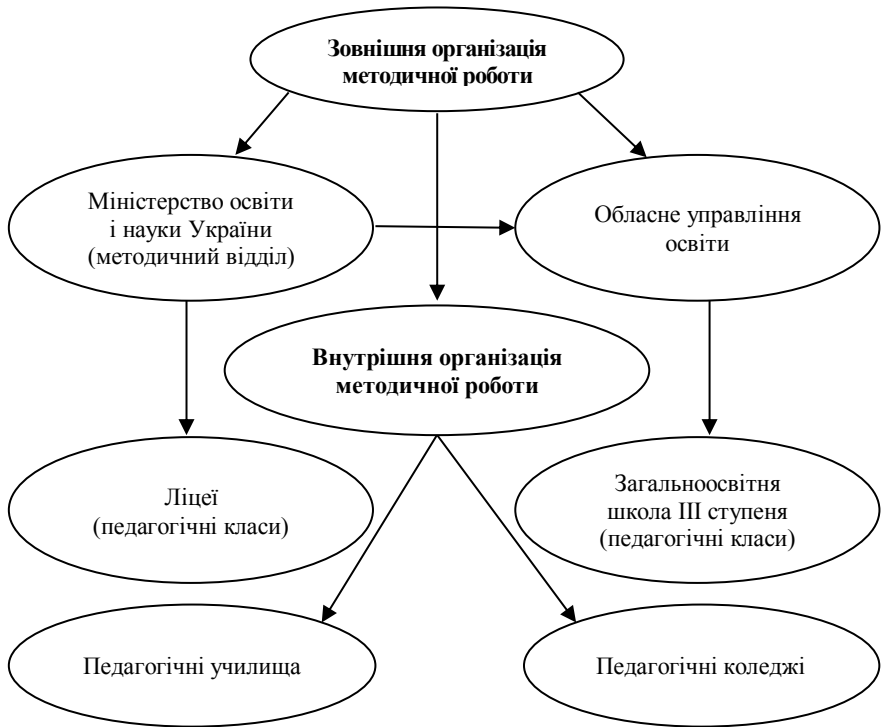 Зовнішня організація
методичної роботи
Міністерство освіти
і науки України
(методичний відділ)
Обласне управління
освіти
Внутрішня організація
методичної роботи
Ліцеї
(педагогічні класи)
Загальноосвітня
школа III ступеня
(педагогічні класи)
Педагогічні училища
Педагогічні коледжі